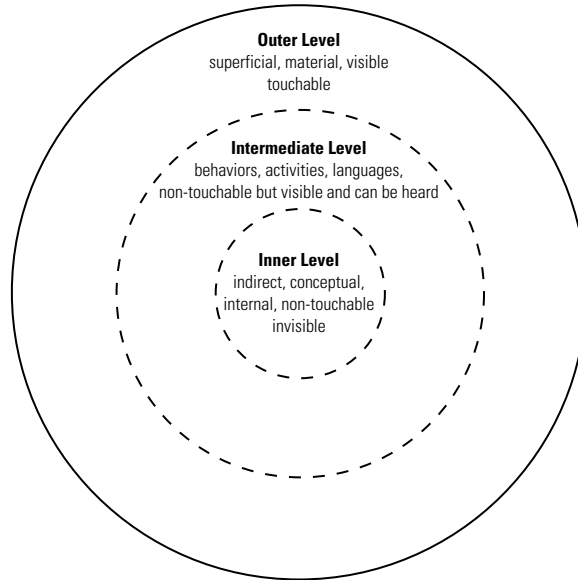 Outer Level
superficial, material, visible
touchable
Intermediate Level
behaviors, activities, languages,
non-touchable but visible and can be heard
Inner Level
indirect, conceptual,
internal, non-touchable
invisible